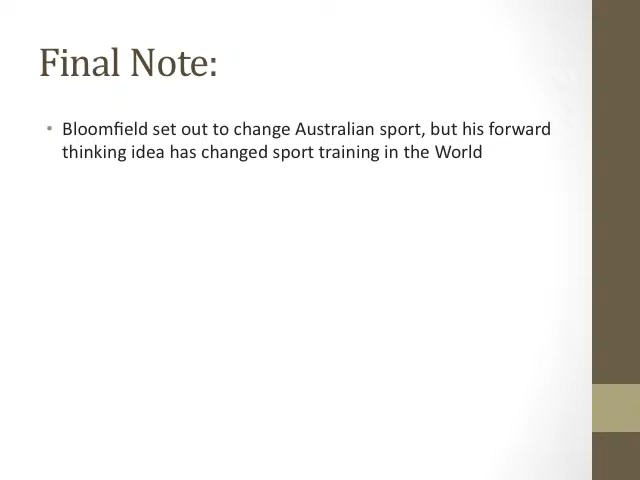 Final Note:
• Bloomfield set out to change Australian sport, but his forward
thinking idea has changed sport training in the World